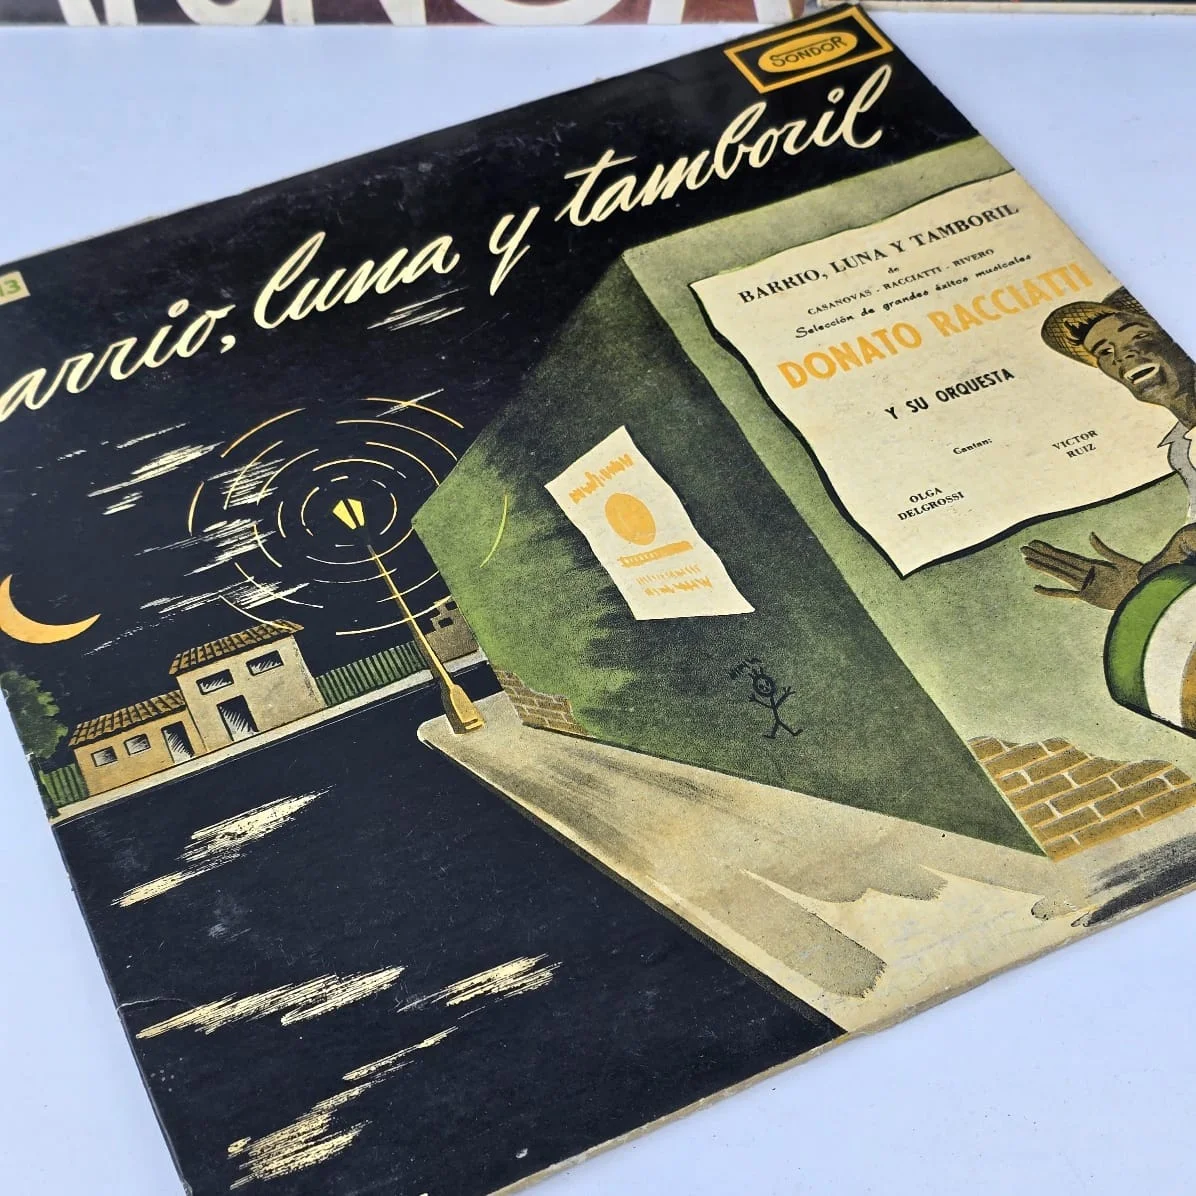 SONDOR
13
arrio, luna y tamboril
BARRIO, LUNA Y TAMBORIL
de
CASANOVAS - RACCIATTI - RIVERO
Selección de grandes éxitos musicales
DONATO RACCIATTI
Y SU ORQUESTA
Cantan:
VICTOR
RUIZ
OLGA
DELGROSSI